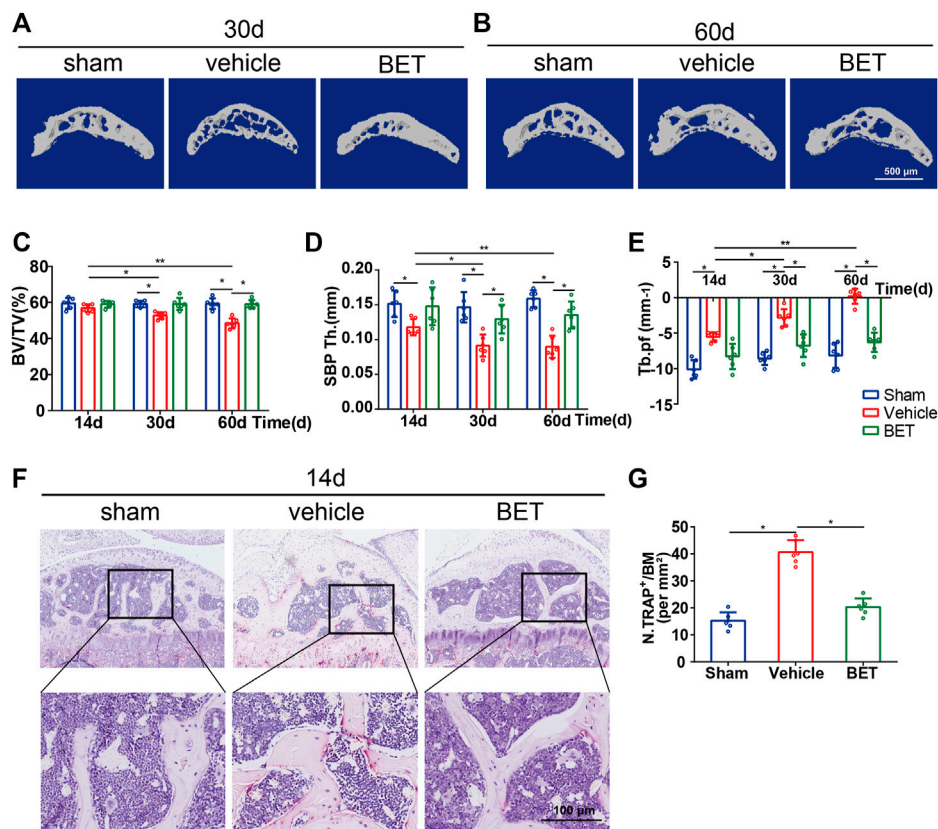 A
30d
sham vehicle BET
B
60d
sham vehicle BET
500 μm
C
BV/TV(%)
80
60
40
20
0
* ** * * *
14d 30d 60d Time(d)
D
SBP Th.(mm)
0.20
0.15
0.10
0.05
0.00
* * ** * * * *
14d 30d 60d Time(d)
E
Tb.pf (mm-1)
0
-5
-10
-15
** * * * * * *
14d 30d 60d Time(d)
Sham
Vehicle
BET
F
14d
sham vehicle BET
100 μm
G
N.TRAP+/BM
(per mm²)
50
40
30
20
10
0
* *
Sham Vehicle BET